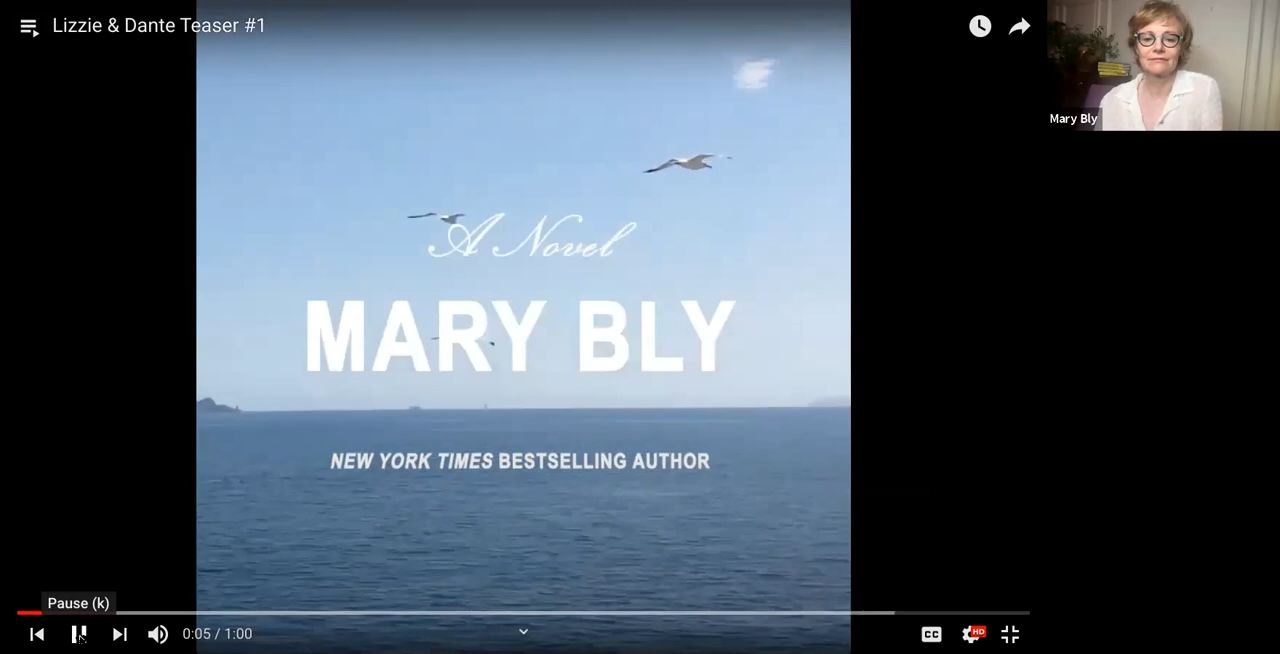 Lizzie & Dante Teaser #1
Mary Bly
A Novel
MARY BLY
NEW YORK TIMES BESTSELLING AUTHOR
Pause (k)
0:05 / 1:00
CC
HD